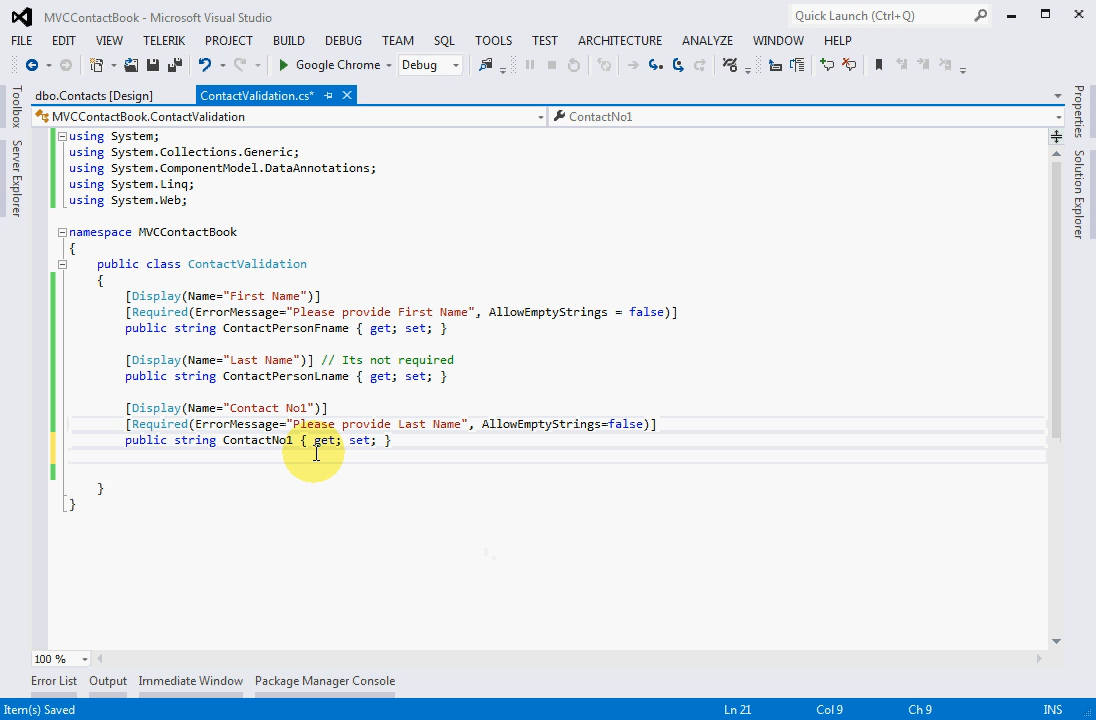 MVCContactBook - Microsoft Visual Studio
Quick Launch (Ctrl+Q)
FILE EDIT VIEW TELERIK PROJECT BUILD DEBUG TEAM SQL TOOLS TEST ARCHITECTURE ANALYZE WINDOW HELP
Google Chrome Debug
Toolbox
Server Explorer
dbo.Contacts [Design] ContactValidation.cs*
MVCContactBook.ContactValidation ContactNo1
using System;
using System.Collections.Generic;
using System.ComponentModel.DataAnnotations;
using System.Linq;
using System.Web;
namespace MVCContactBook
{
public class ContactValidation
{
[Display(Name="First Name")]
[Required(ErrorMessage="Please provide First Name", AllowEmptyStrings = false)]
public string ContactPersonFname { get; set; }
[Display(Name="Last Name")] // Its not required
public string ContactPersonLname { get; set; }
[Display(Name="Contact No1")]
[Required(ErrorMessage="Please provide Last Name", AllowEmptyStrings=false)]
public string ContactNo1 { get; set; }
}
}
Properties
Solution Explorer
100 %
Error List Output Immediate Window Package Manager Console
Item(s) Saved Ln 21 Col 9 Ch 9 INS